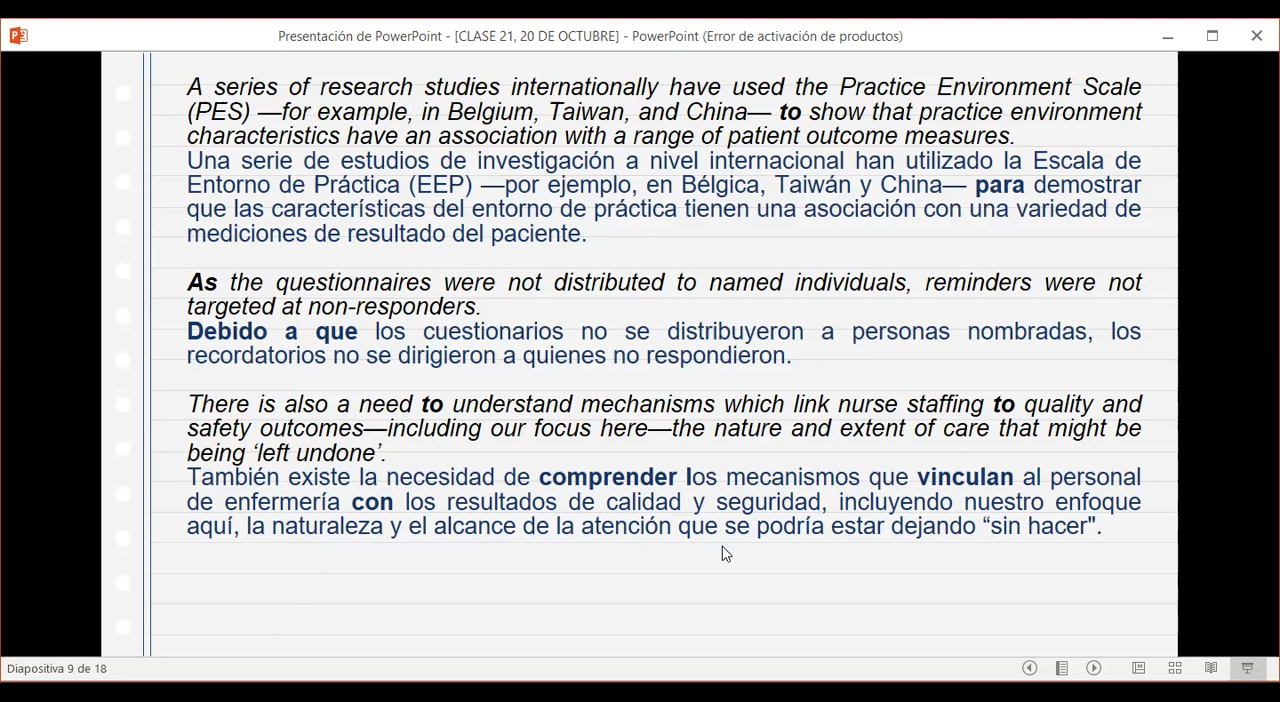 Presentación de PowerPoint - [CLASE 21, 20 DE OCTUBRE] - PowerPoint (Error de activación de productos)
A series of research studies internationally have used the Practice Environment Scale
(PES) —for example, in Belgium, Taiwan, and China— to show that practice environment
characteristics have an association with a range of patient outcome measures.
Una serie de estudios de investigación a nivel internacional han utilizado la Escala de
Entorno de Práctica (EEP) —por ejemplo, en Bélgica, Taiwán y China— para demostrar
que las características del entorno de práctica tienen una asociación con una variedad de
mediciones de resultado del paciente.
As the questionnaires were not distributed to named individuals, reminders were not
targeted at non-responders.
Debido a que los cuestionarios no se distribuyeron a personas nombradas, los
recordatorios no se dirigieron a quienes no respondieron.
There is also a need to understand mechanisms which link nurse staffing to quality and
safety outcomes—including our focus here—the nature and extent of care that might be
being ‘left undone’.
También existe la necesidad de comprender los mecanismos que vinculan al personal
de enfermería con los resultados de calidad y seguridad, incluyendo nuestro enfoque
aquí, la naturaleza y el alcance de la atención que se podría estar dejando “sin hacer".
Diapositiva 9 de 18